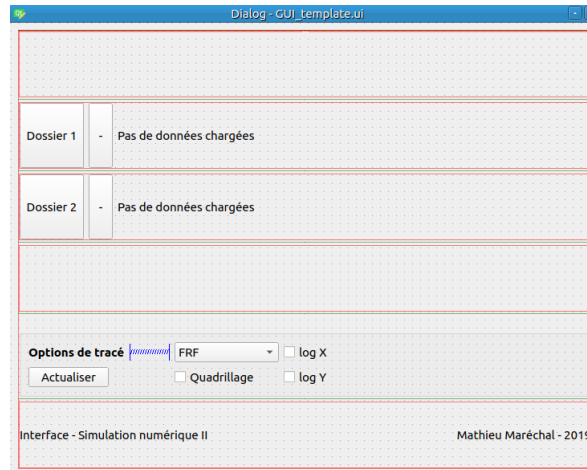 Dialog - GUI_template.ui
Dossier 1 - Pas de données chargées
Dossier 2 - Pas de données chargées
Options de tracé FRF log X
Actualiser Quadrillage log Y
Interface - Simulation numérique II Mathieu Maréchal - 2019